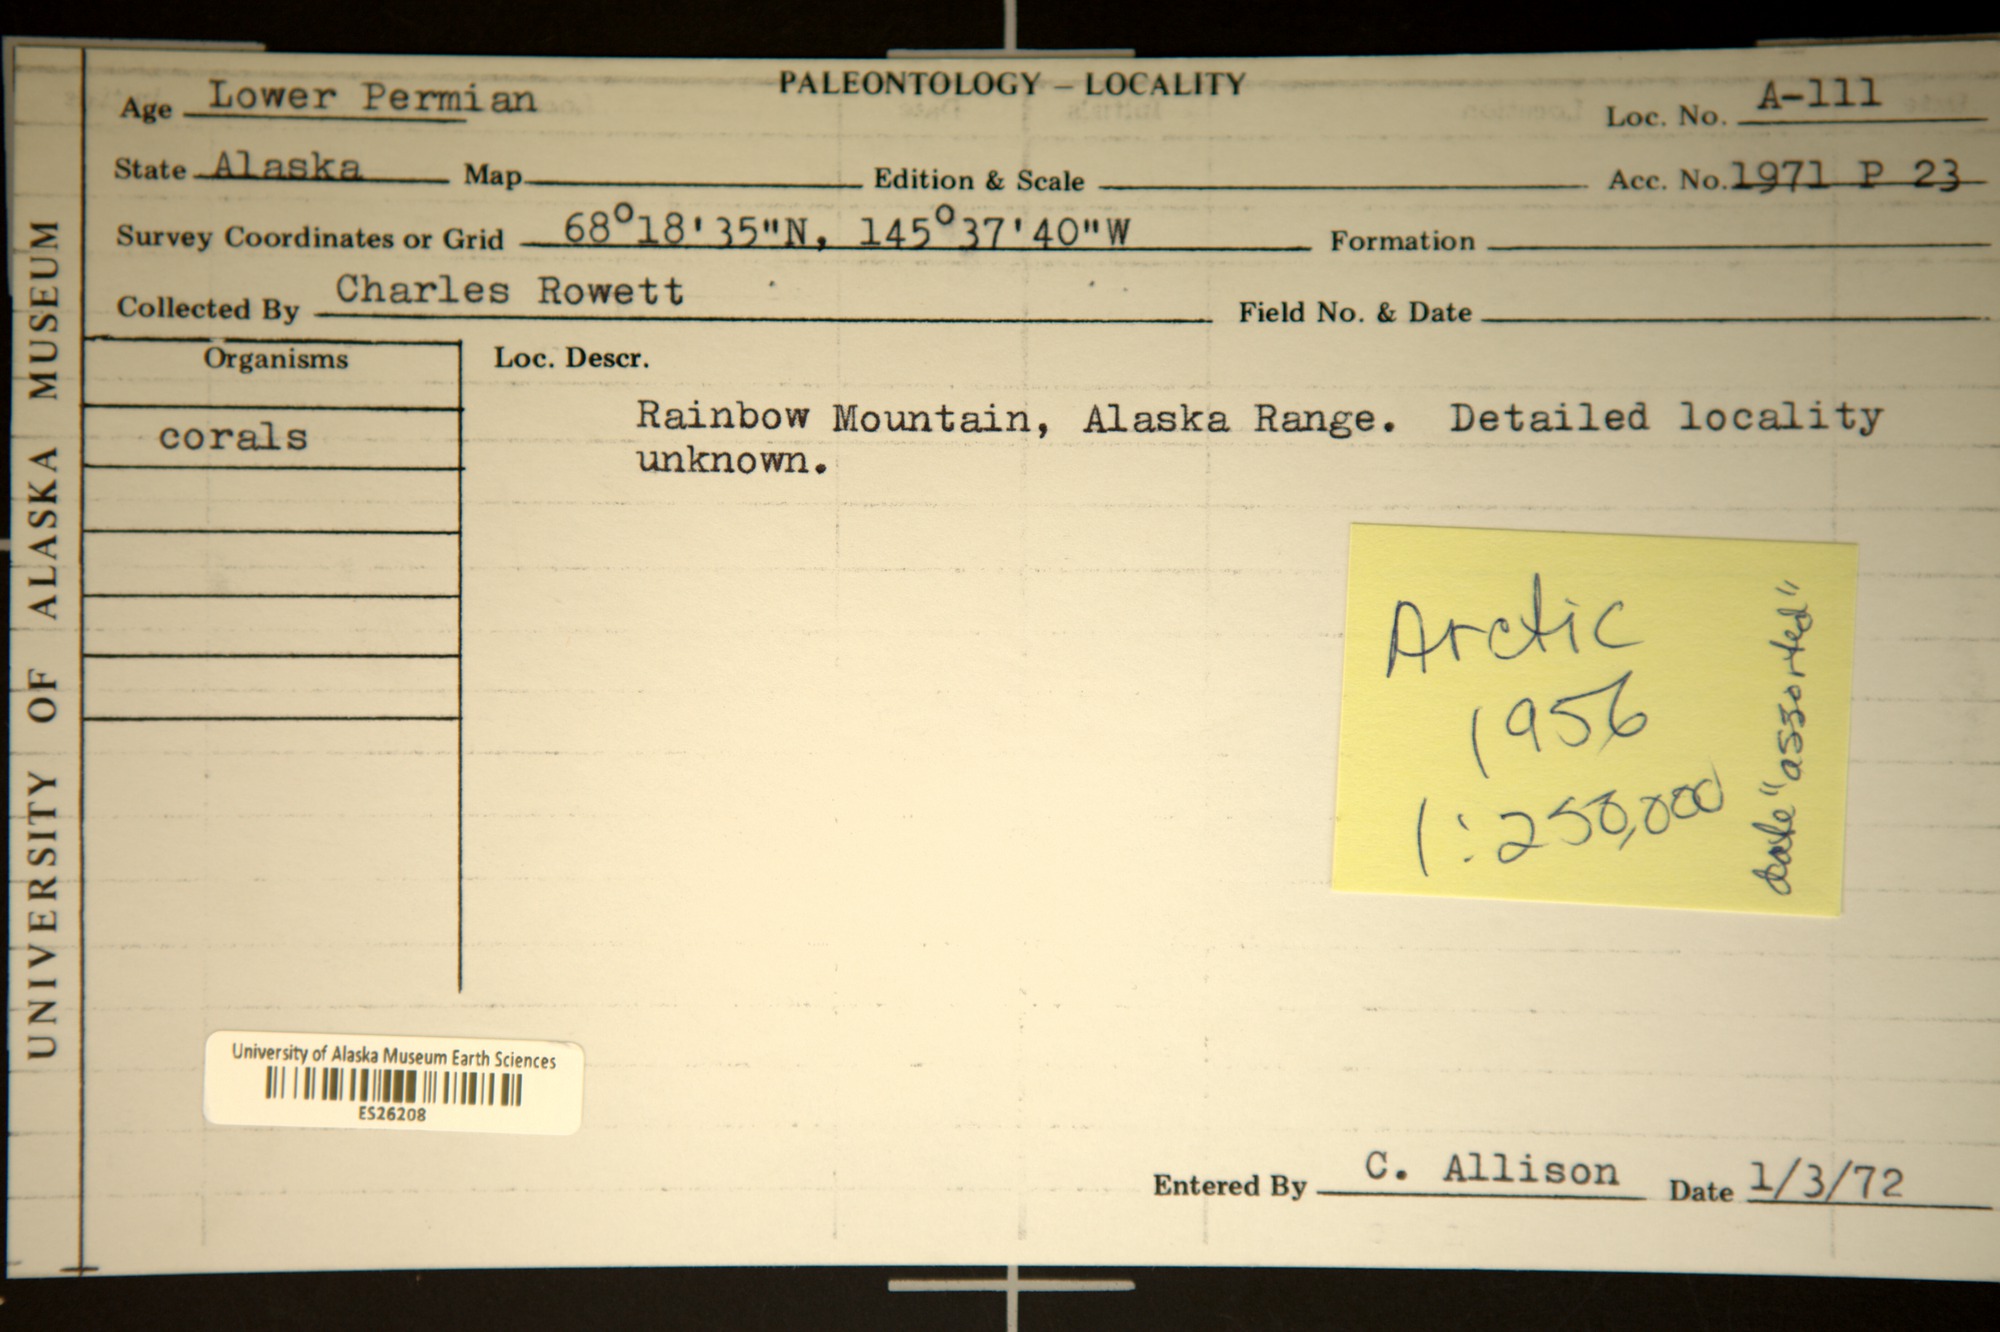 PALEONTOLOGY – LOCALITY
Age Lower Permian
Loc. No. A-111
State Alaska Map Edition & Scale Acc. No. 1971 P 23
Survey Coordinates or Grid 68°18'35"N, 145°37'40"W Formation
Collected By Charles Rowett Field No. & Date
Organisms
corals
Loc. Descr.
Rainbow Mountain, Alaska Range. Detailed locality
unknown.
Arctic
1956
1:250,000
date "assorted"
University of Alaska Museum Earth Sciences
ES26208
Entered By C. Allison Date 1/3/72
UNIVERSITY OF ALASKA MUSEUM